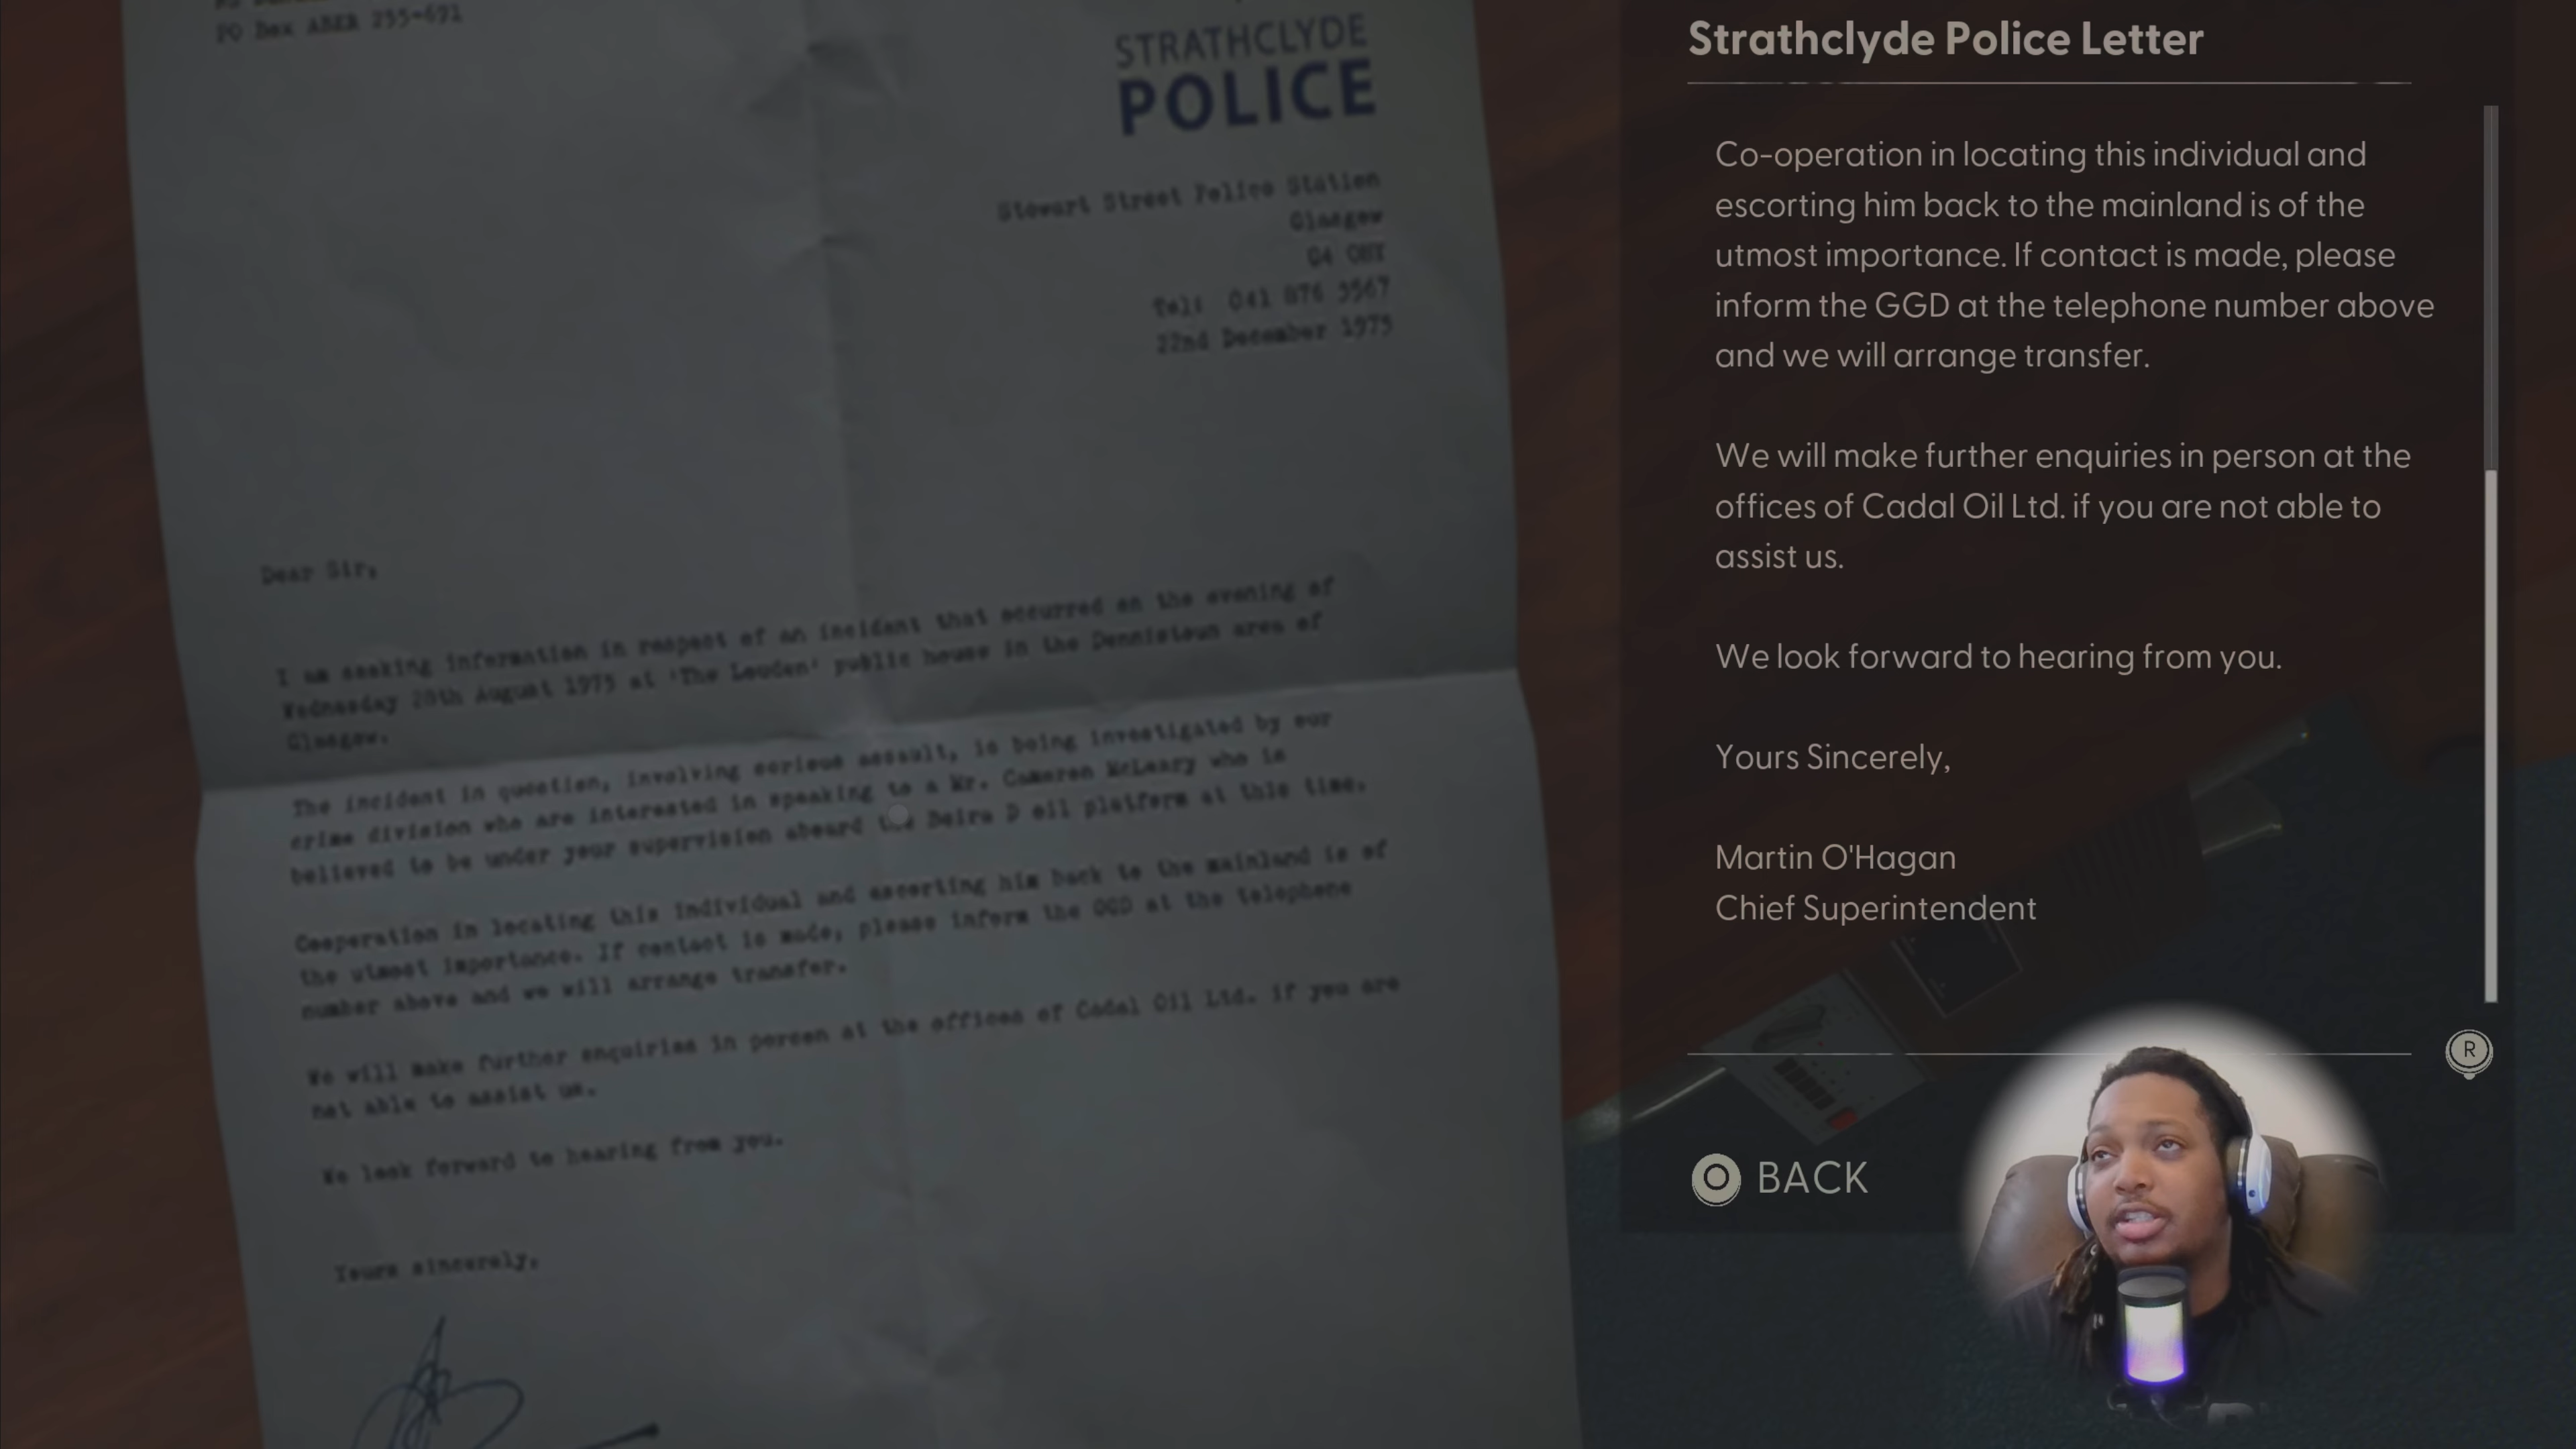 PO Box ABER 255-691
STRATHCLYDE
POLICE
Stewart Street Police Station
Glasgow
G4 0HY
Tel: 041 876 5567
22nd December 1975
Dear Sir,
I am seeking information in respect of an incident that occurred on the evening of
Wednesday 28th August 1975 at 'The Louden' public house in the Dennistoun area of
Glasgow.
The incident in question, involving serious assault, is being investigated by our
crime division who are interested in speaking to a Mr. Cameron McLeary who is
believed to be under your supervision aboard the Beira D oil platform at this time.
Cooperation in locating this individual and escorting him back to the mainland is of
the utmost importance. If contact is made, please inform the GGD at the telephone
number above and we will arrange transfer.
We will make further enquiries in person at the offices of Cadal Oil Ltd. if you are
not able to assist us.
We look forward to hearing from you.
Yours sincerely,
Strathclyde Police Letter
Co-operation in locating this individual and
escorting him back to the mainland is of the
utmost importance. If contact is made, please
inform the GGD at the telephone number above
and we will arrange transfer.
We will make further enquiries in person at the
offices of Cadal Oil Ltd. if you are not able to
assist us.
We look forward to hearing from you.
Yours Sincerely,
Martin O'Hagan
Chief Superintendent
R
BACK